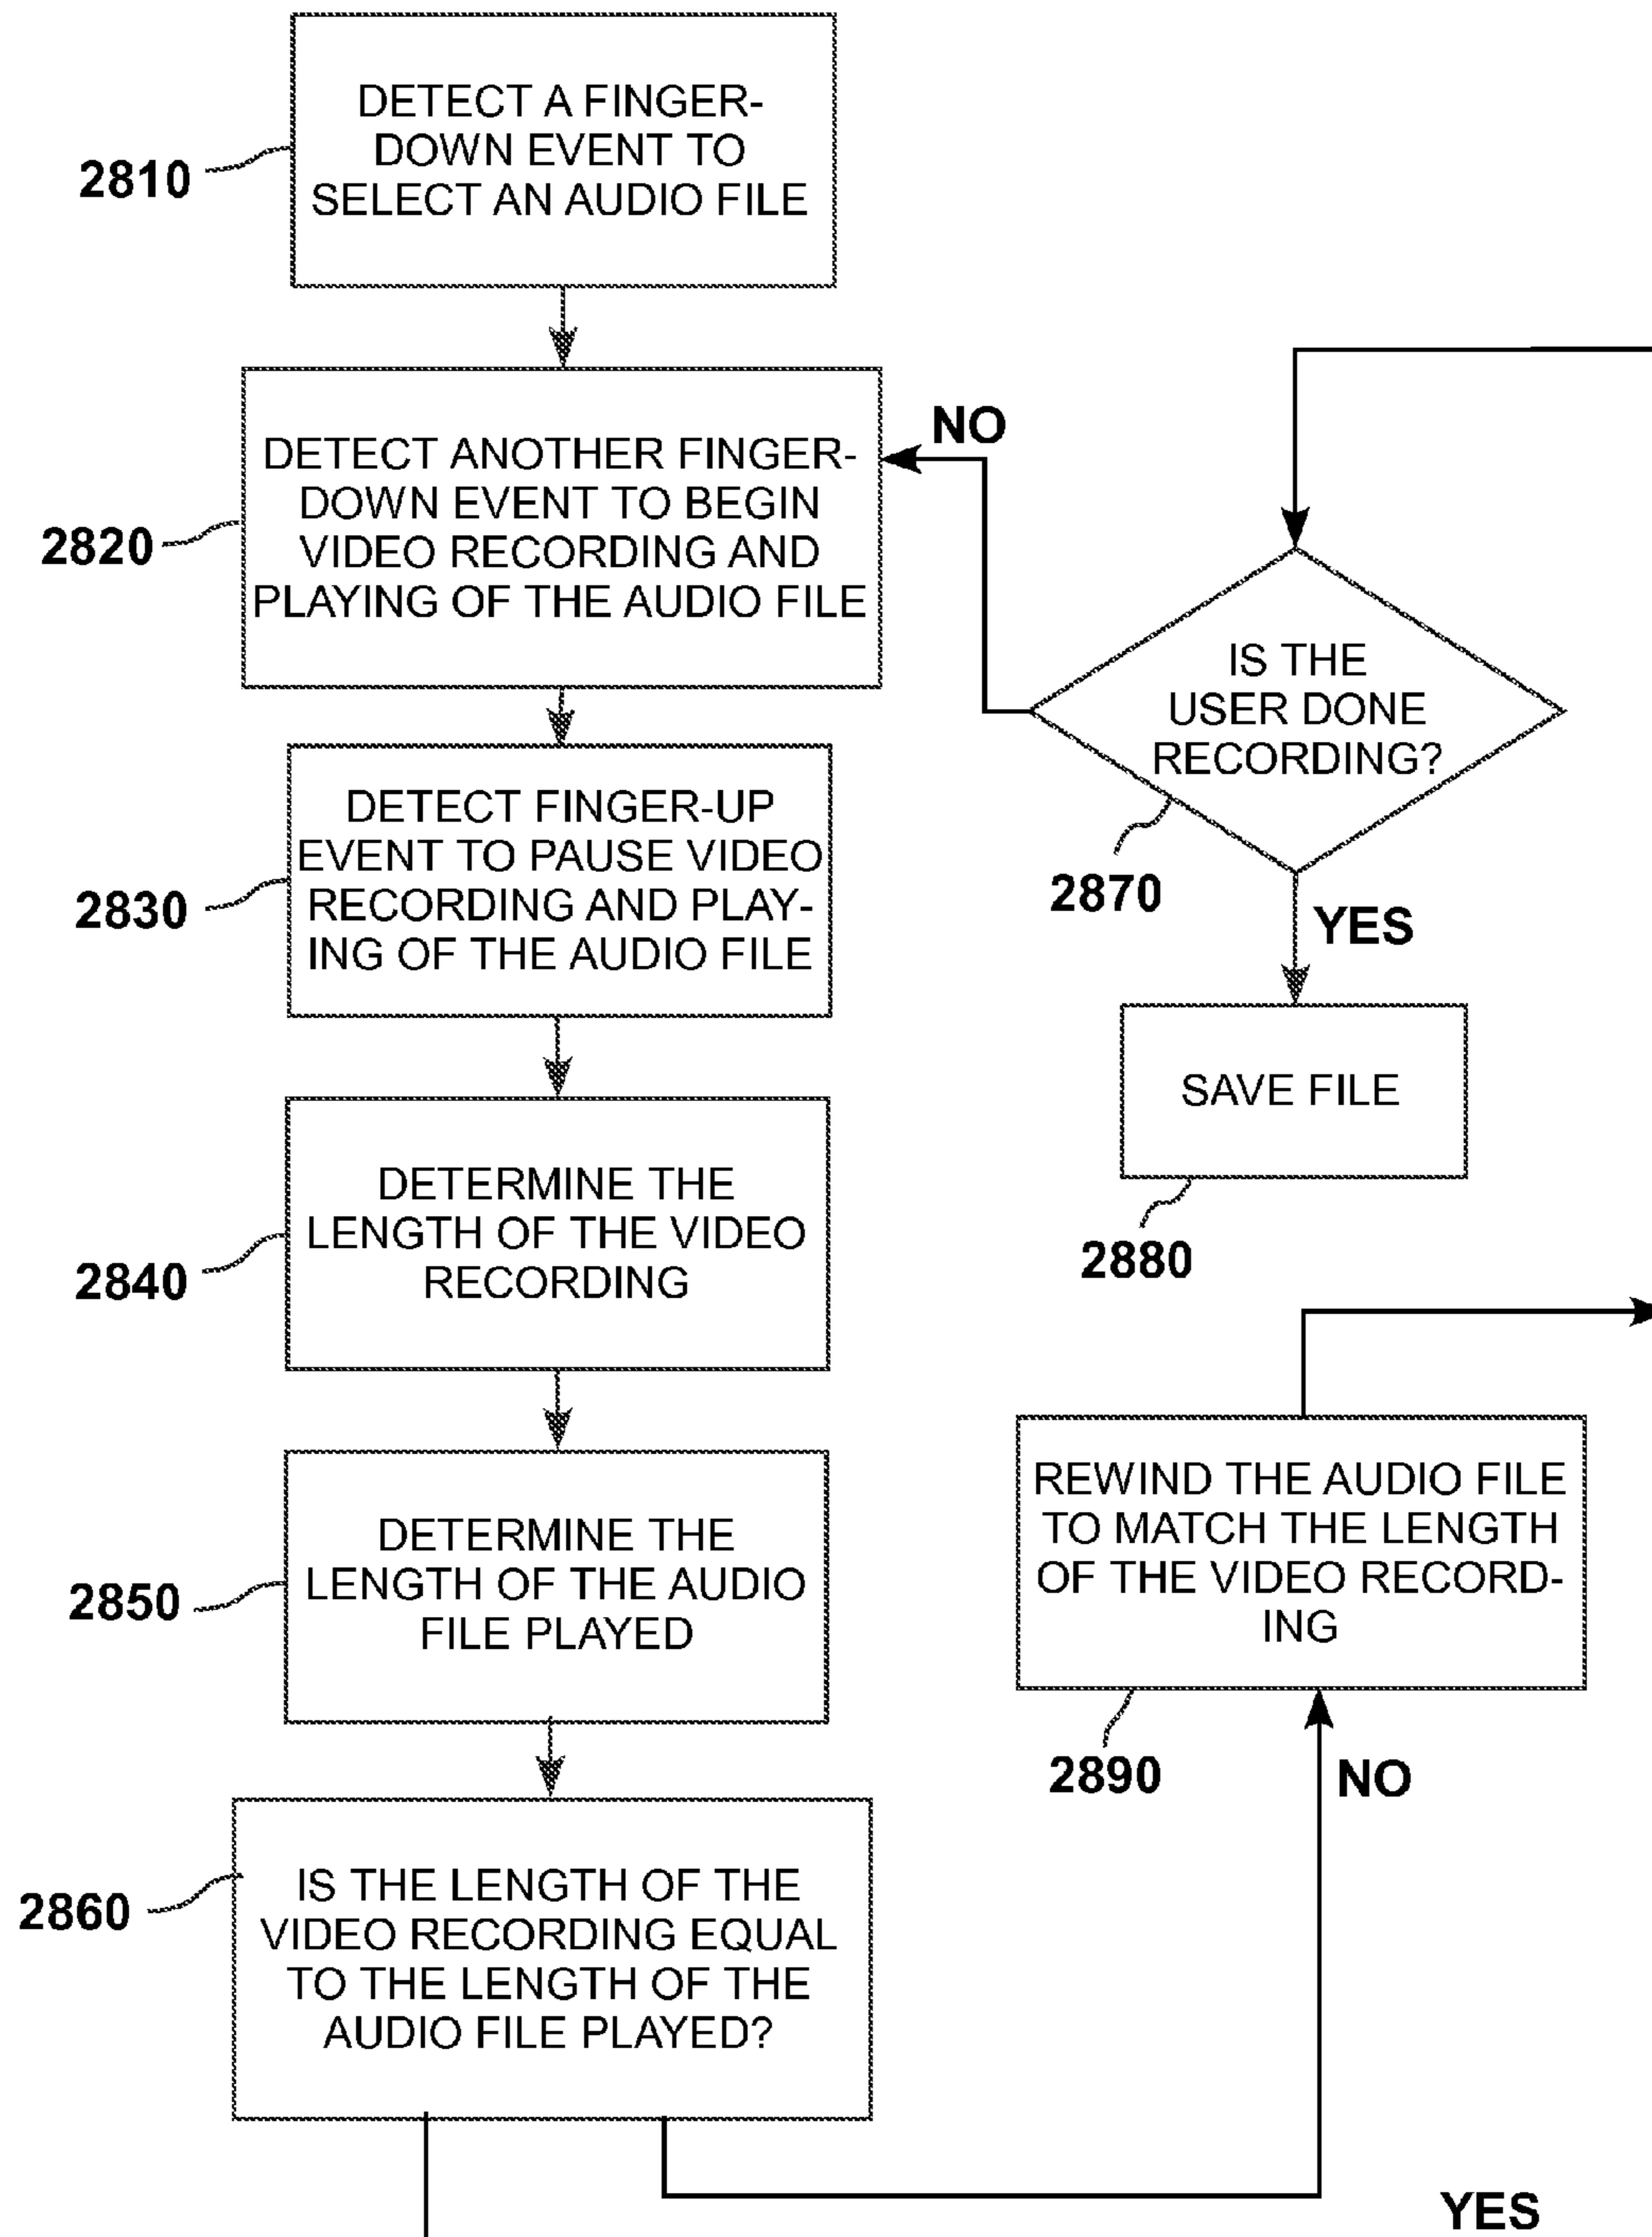 DETECT A FINGER-
DOWN EVENT TO
SELECT AN AUDIO FILE
2810
DETECT ANOTHER FINGER-
DOWN EVENT TO BEGIN
VIDEO RECORDING AND
PLAYING OF THE AUDIO FILE
2820
NO
DETECT FINGER-UP
EVENT TO PAUSE VIDEO
RECORDING AND PLAY-
ING OF THE AUDIO FILE
2830
DETERMINE THE
LENGTH OF THE VIDEO
RECORDING
2840
DETERMINE THE
LENGTH OF THE AUDIO
FILE PLAYED
2850
IS THE LENGTH OF THE
VIDEO RECORDING EQUAL
TO THE LENGTH OF THE
AUDIO FILE PLAYED?
2860
IS THE
USER DONE
RECORDING?
2870
YES
SAVE FILE
2880
REWIND THE AUDIO FILE
TO MATCH THE LENGTH
OF THE VIDEO RECORD-
ING
2890
NO
YES